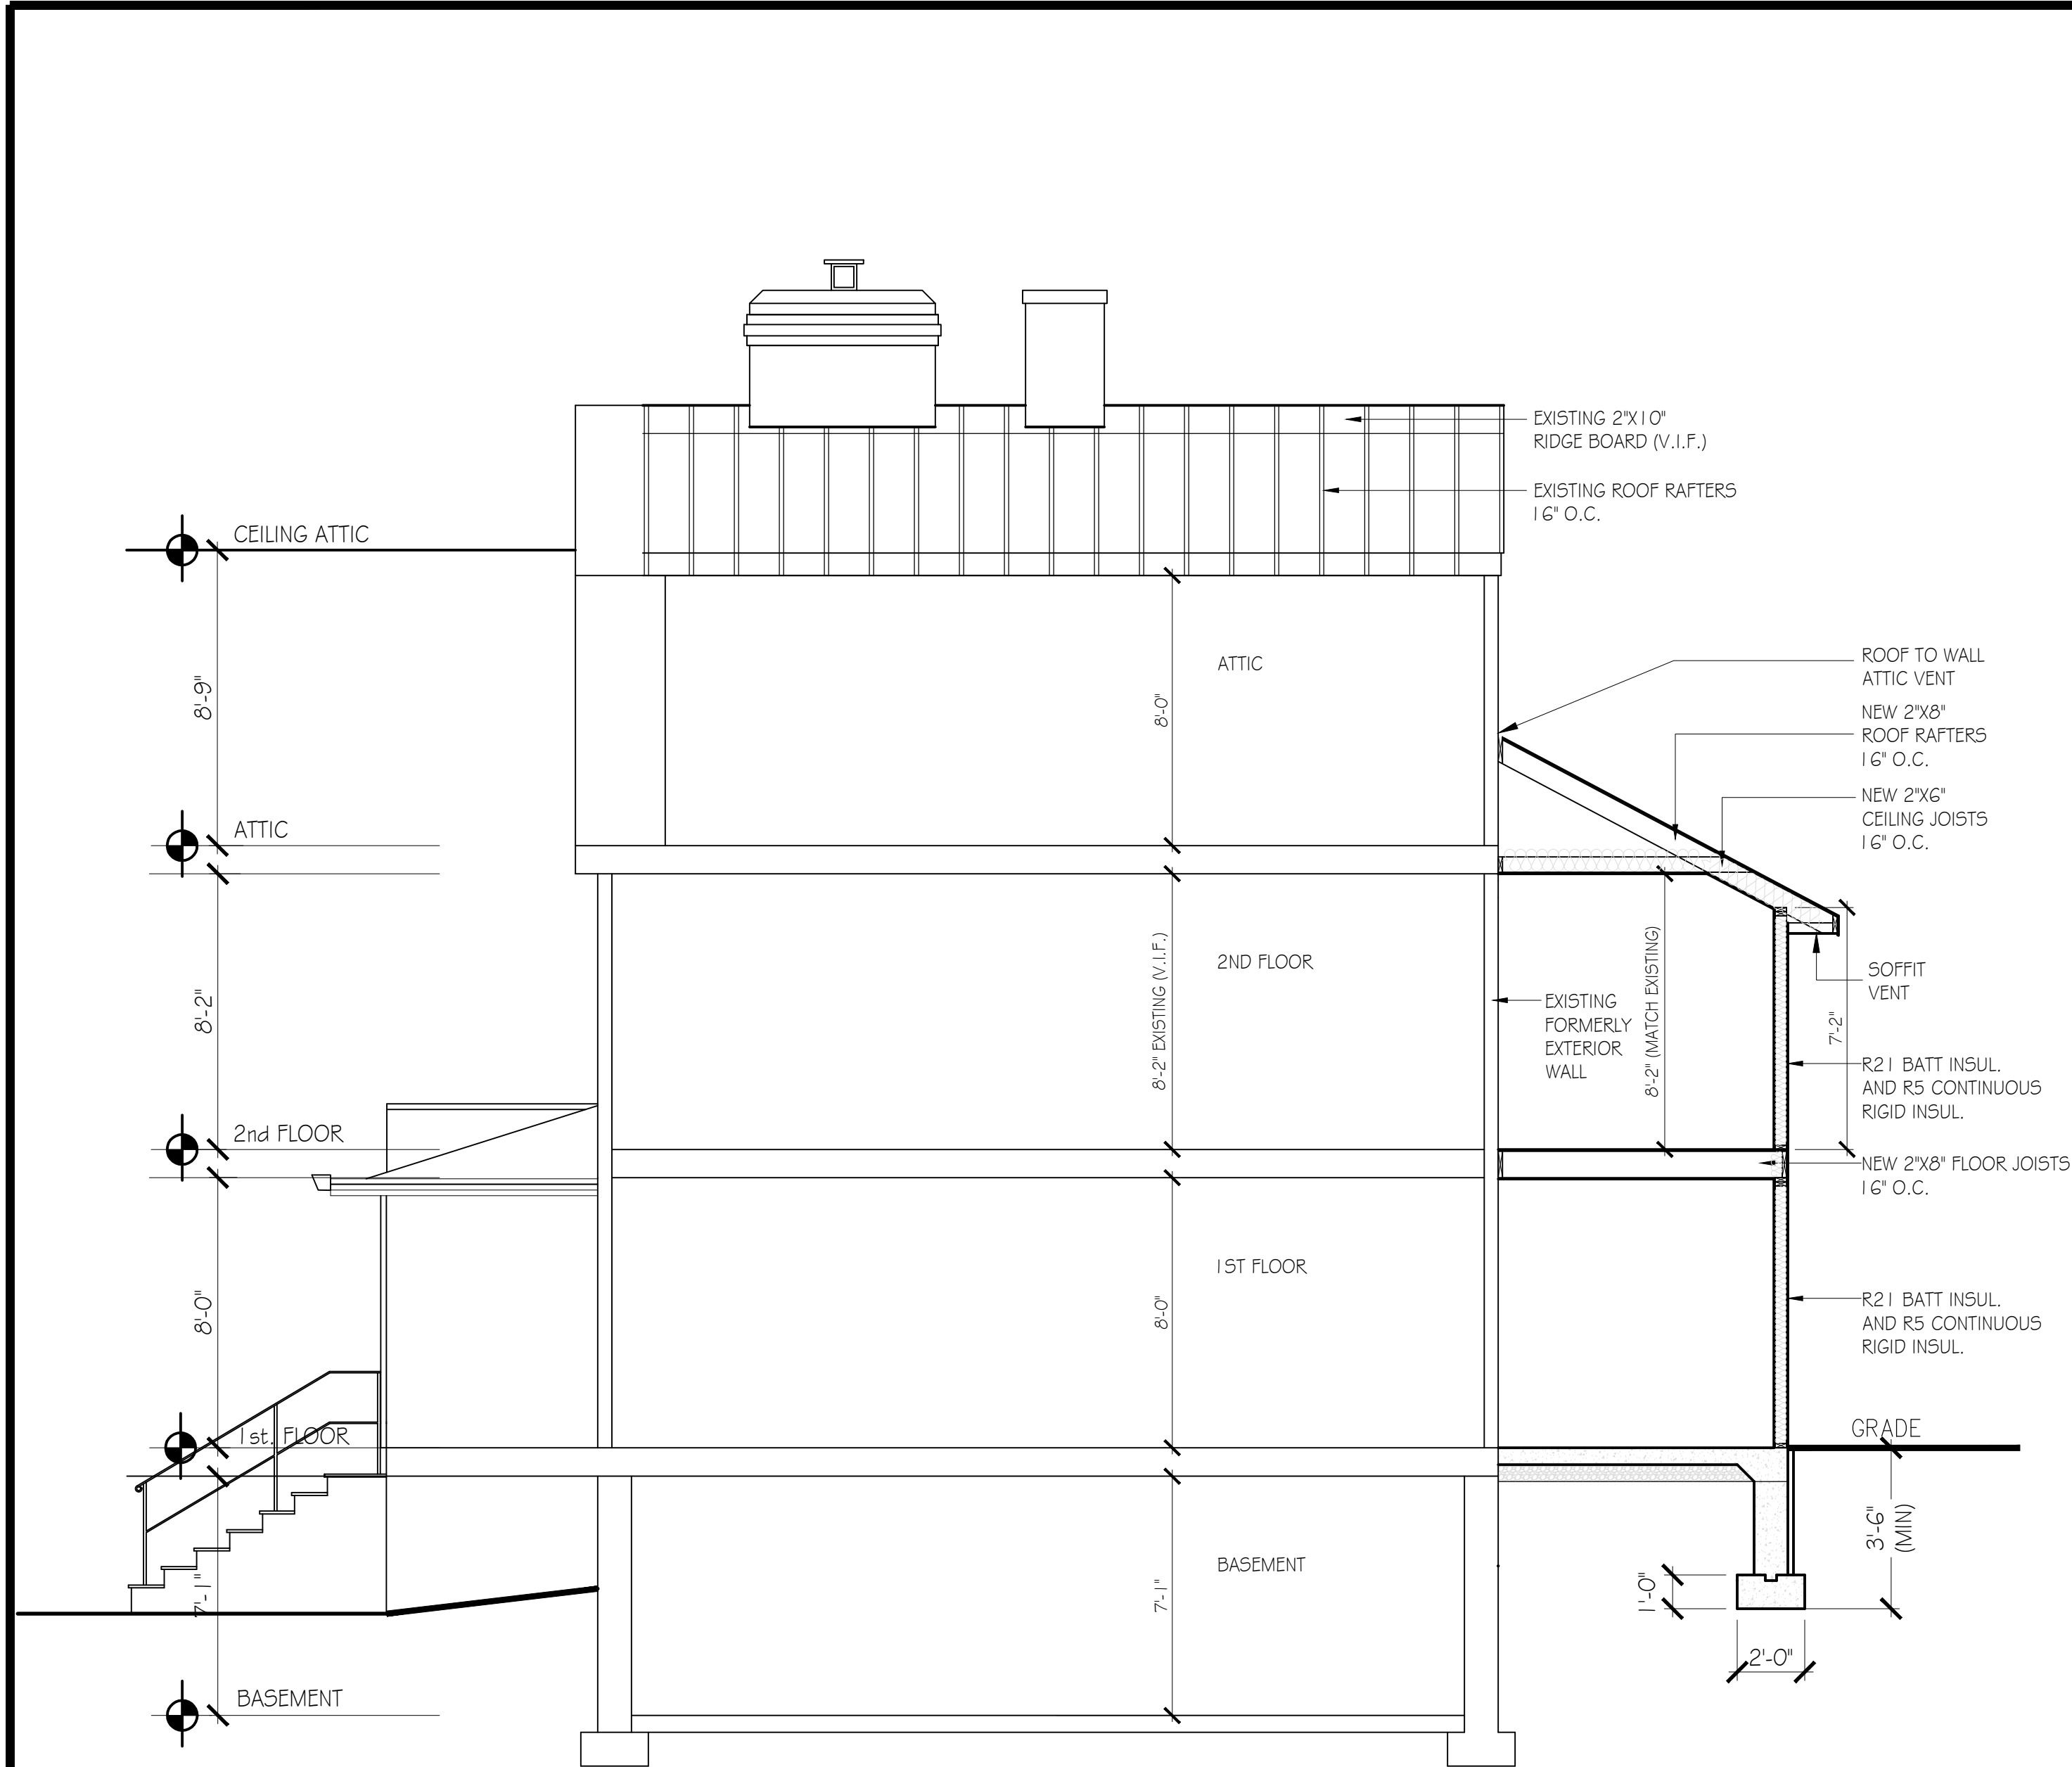 EXISTING 2"X10"
RIDGE BOARD (V.I.F.)
EXISTING ROOF RAFTERS
16" O.C.
CEILING ATTIC
8'-9"
ATTIC
8'-0"
ROOF TO WALL
ATTIC VENT
NEW 2"X8"
ROOF RAFTERS
16" O.C.
NEW 2"X6"
CEILING JOISTS
16" O.C.
ATTIC
8'-2"
8'-2" EXISTING (V.I.F.)
2ND FLOOR
EXISTING
FORMERLY
EXTERIOR
WALL
8'-2" (MATCH EXISTING)
SOFFIT
VENT
7'-2"
R21 BATT INSUL.
AND R5 CONTINUOUS
RIGID INSUL.
2nd FLOOR
NEW 2"X8" FLOOR JOISTS
16" O.C.
8'-0"
8'-0"
1ST FLOOR
R21 BATT INSUL.
AND R5 CONTINUOUS
RIGID INSUL.
1st. FLOOR
GRADE
3'-6"
(MIN)
7'-1"
7'-1"
BASEMENT
1'-0"
2'-0"
BASEMENT